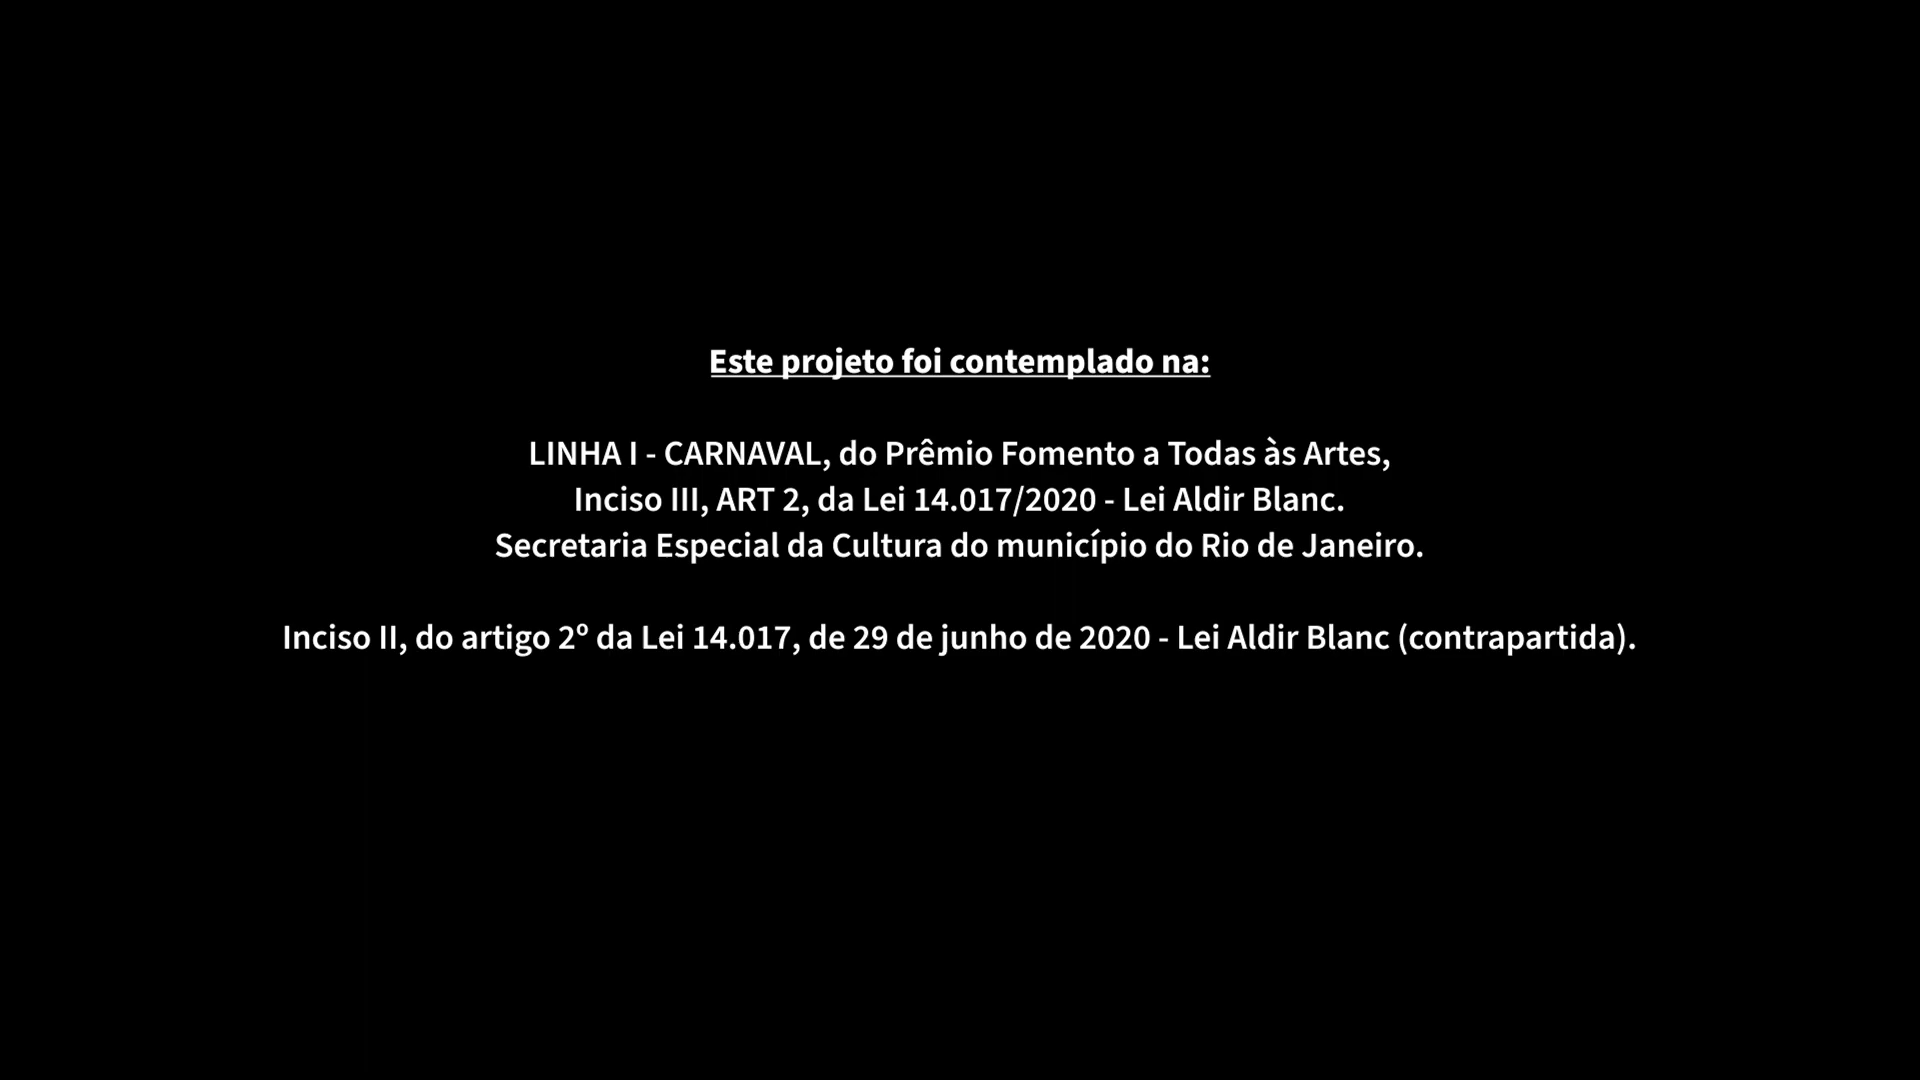 Este projeto foi contemplado na:
LINHA I - CARNAVAL, do Prêmio Fomento a Todas às Artes,
Inciso III, ART 2, da Lei 14.017/2020 - Lei Aldir Blanc.
Secretaria Especial da Cultura do município do Rio de Janeiro.
Inciso II, do artigo 2º da Lei 14.017, de 29 de junho de 2020 - Lei Aldir Blanc (contrapartida).